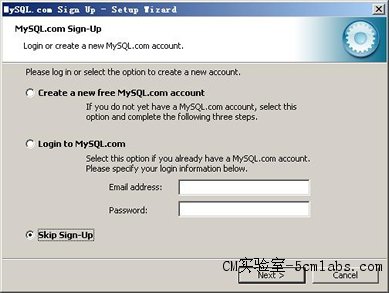 MySQL.com Sign Up - Setup Wizard
MySQL.com Sign-Up
Login or create a new MySQL.com account.
Please log in or select the option to create a new account.
Create a new free MySQL.com account
If you do not yet have a MySQL.com account, select this
option and complete the following three steps.
Login to MySQL.com
Select this option if you already have a MySQL.com account.
Please specify your login information below.
Email address:
Password:
Skip Sign-Up
CM实验室-5cmlabs.com
Next >
Cancel